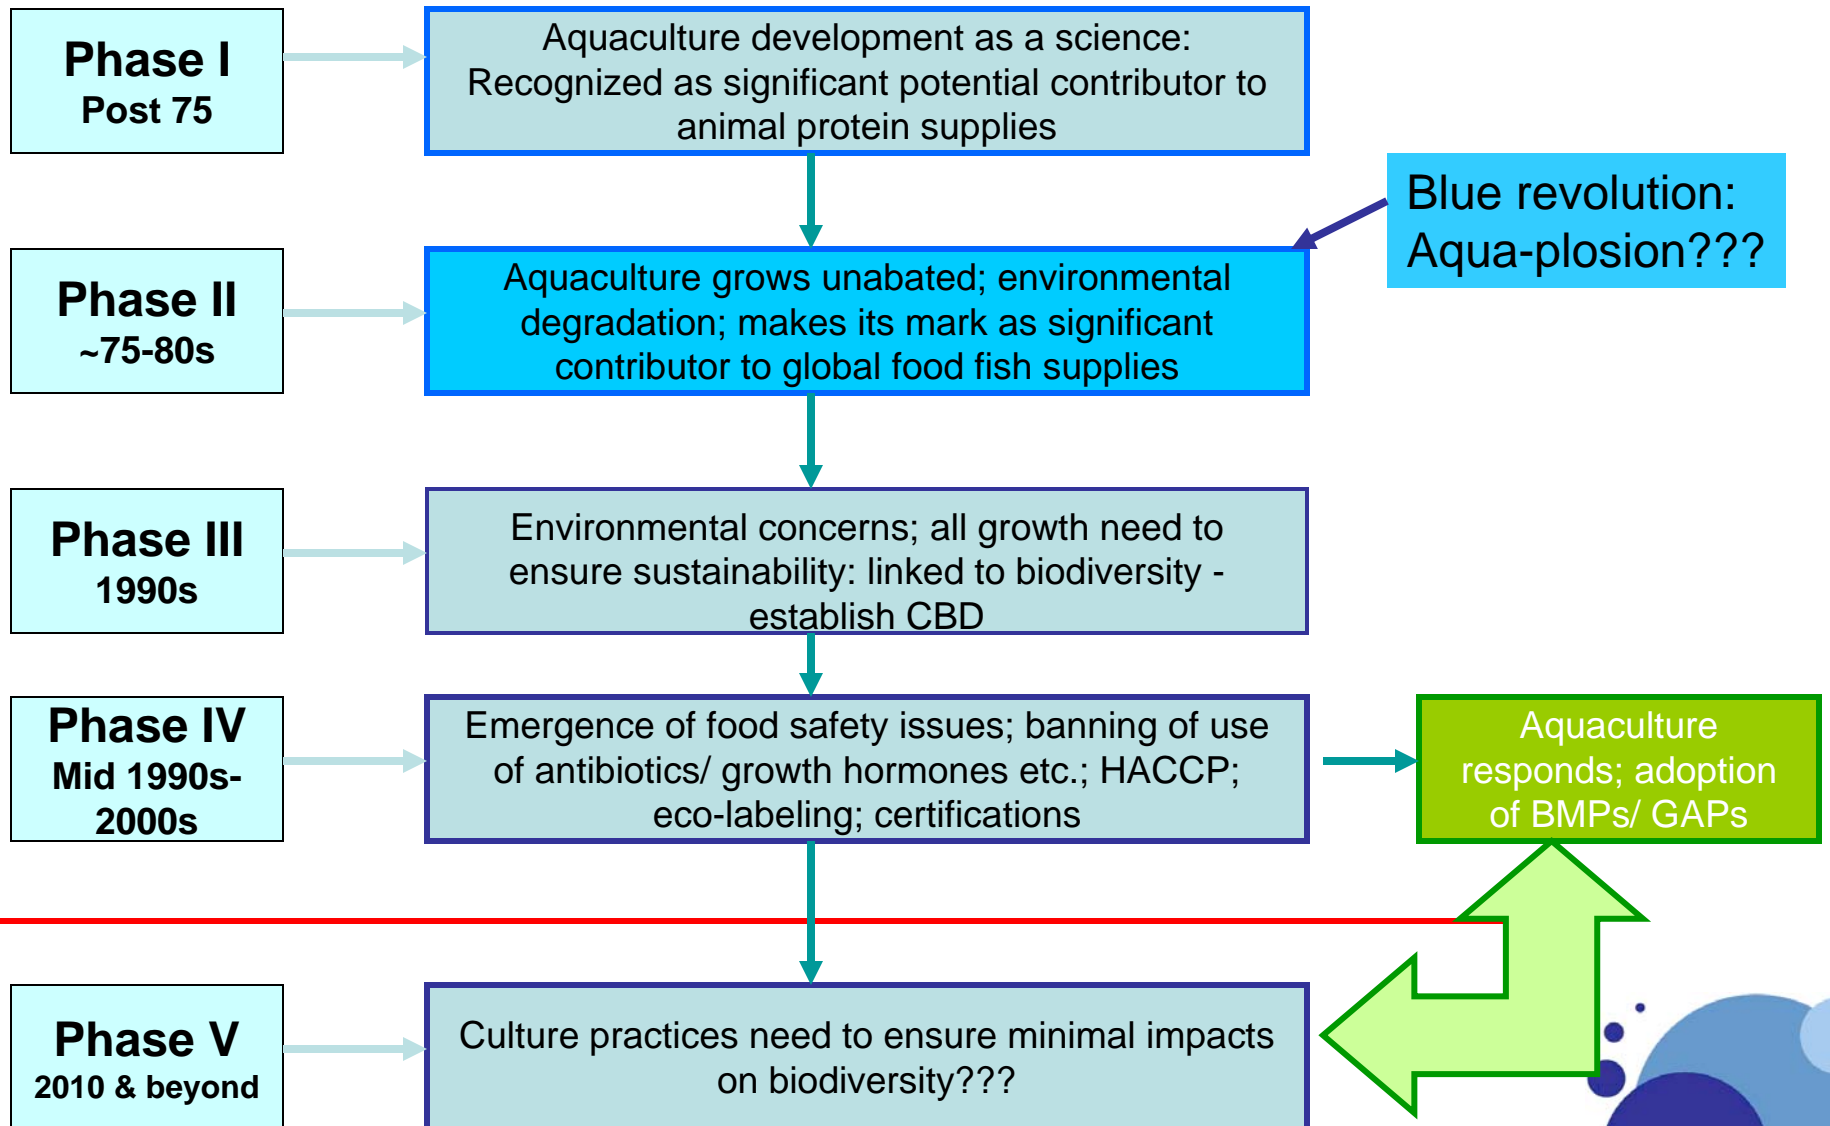 Phase I
Post 75
Aquaculture development as a science:
Recognized as significant potential contributor to
animal protein supplies
Blue revolution:
Aqua-plosion???
Phase II
~75-80s
Aquaculture grows unabated; environmental
degradation; makes its mark as significant
contributor to global food fish supplies
Phase III
1990s
Environmental concerns; all growth need to
ensure sustainability: linked to biodiversity -
establish CBD
Phase IV
Mid 1990s-
2000s
Emergence of food safety issues; banning of use
of antibiotics/ growth hormones etc.; HACCP;
eco-labeling; certifications
Aquaculture
responds; adoption
of BMPs/ GAPs
Phase V
2010 & beyond
Culture practices need to ensure minimal impacts
on biodiversity???